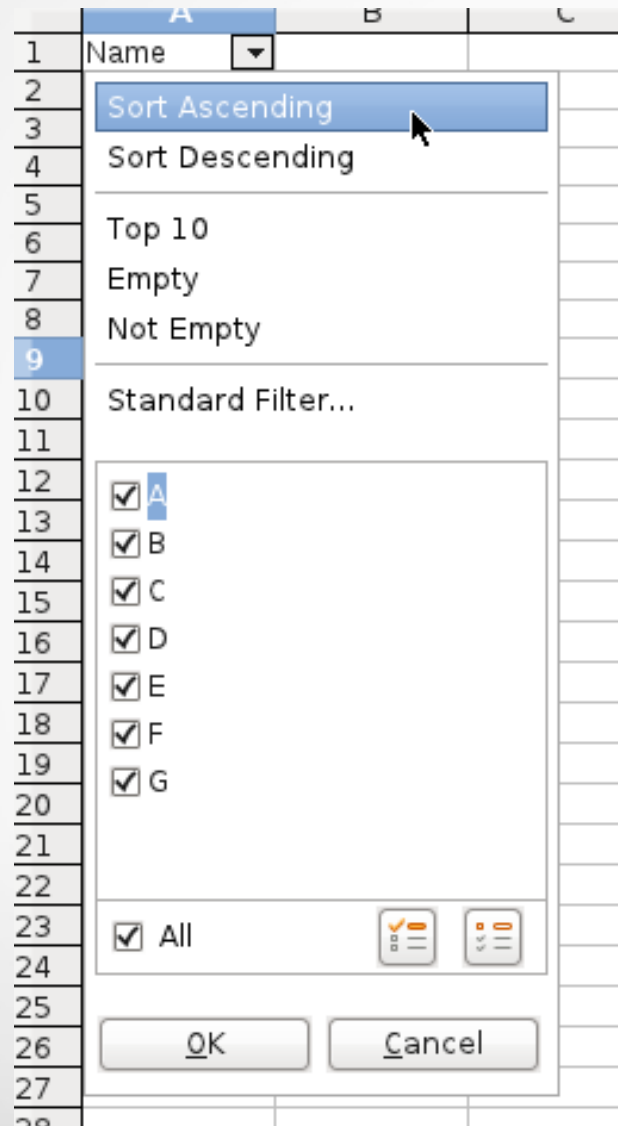 A B C
1 Name
2
3
4
5
6
7
8
9
10
11
12
13
14
15
16
17
18
19
20
21
22
23
24
25
26
27
28
Sort Ascending
Sort Descending
Top 10
Empty
Not Empty
Standard Filter...
A
B
C
D
E
F
G
All
OK Cancel